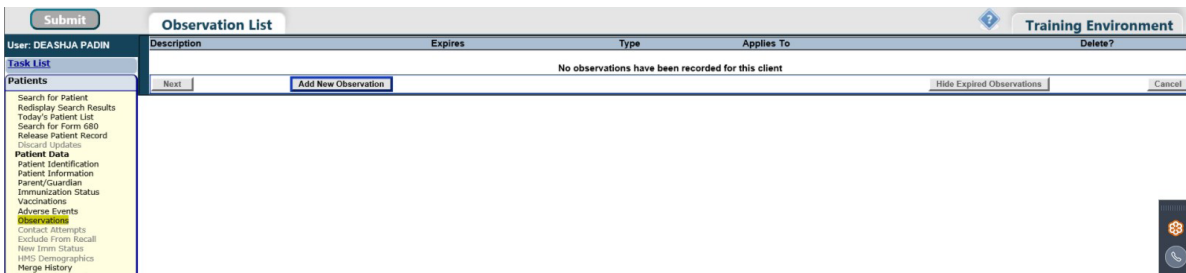 Submit
Observation List
? Training Environment
User: DEASHJA PADIN
Description Expires Type Applies To Delete?
Task List
No observations have been recorded for this client
Patients
Next Add New Observation Hide Expired Observations Cancel
Search for Patient
Redisplay Search Results
Today's Patient List
Search for Form 680
Release Patient Record
Discard Updates
Patient Data
Patient Identification
Patient Information
Parent/Guardian
Immunization Status
Vaccinations
Adverse Events
Observations
Contact Attempts
Exclude From Recall
New Imm Status
HMS Demographics
Merge History